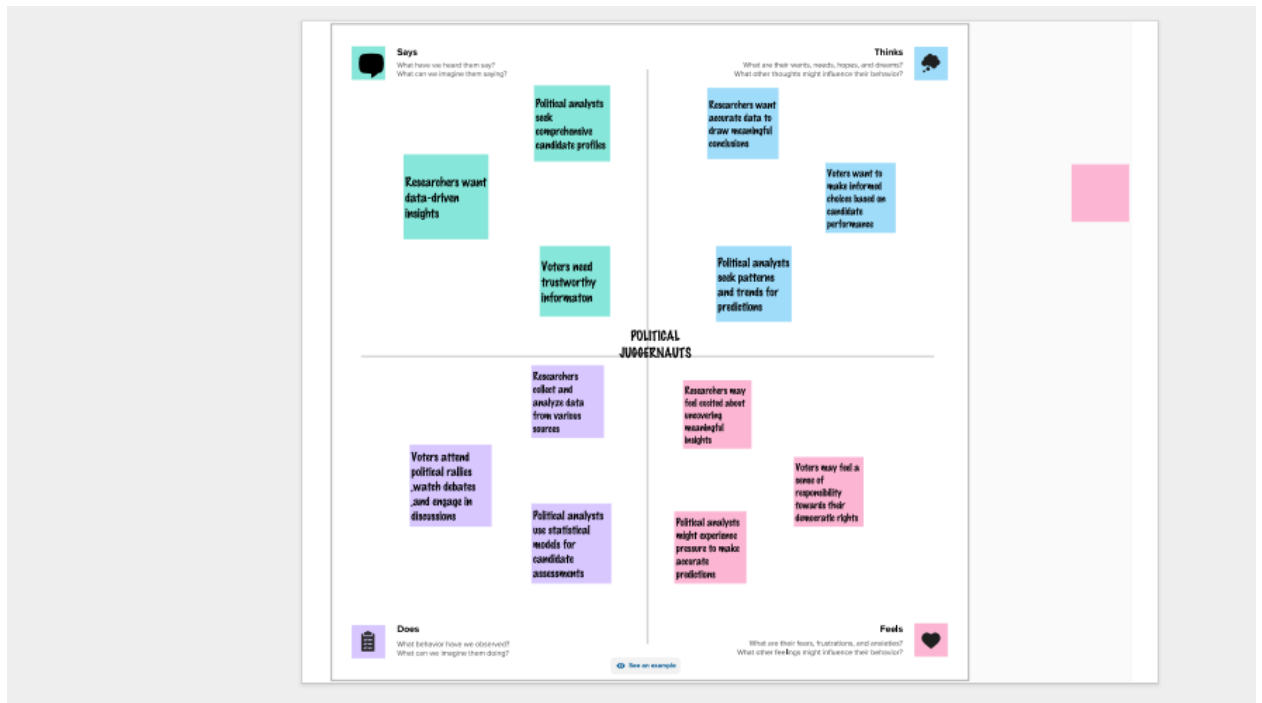 Says
What have we heard them say?
What can we imagine them saying?
Political analysts
seek
comprehensive
candidate profiles
Researchers want
data-driven
insights
Voters need
trustworthy
informaton
Thinks
What are their wants, needs, hopes, and dreams?
What other thoughts might influence their behavior?
Researchers want
accurate data to
draw meaningful
conclusions
Voters want to
make informed
choices based on
candidate
performance
Political analysts
seek patterns
and trends for
predictions
POLITICAL
JUGGERNAUTS
Researchers
collect and
analyze data
from various
sources
Voters attend
political rallies
,watch debates
,and engage in
discussions
Political analysts
use statistical
models for
candidate
assessments
Does
What behavior have we observed?
What can we imagine them doing?
Researchers may
feel excited about
uncovering
meaningful
insights
Voters may feel a
sense of
responsibility
towards their
democratic rights
Political analysts
might experience
pressure to make
accurate
predictions
Feels
What are their fears, frustrations, and anxieties?
What other feelings might influence their behavior?
See an example